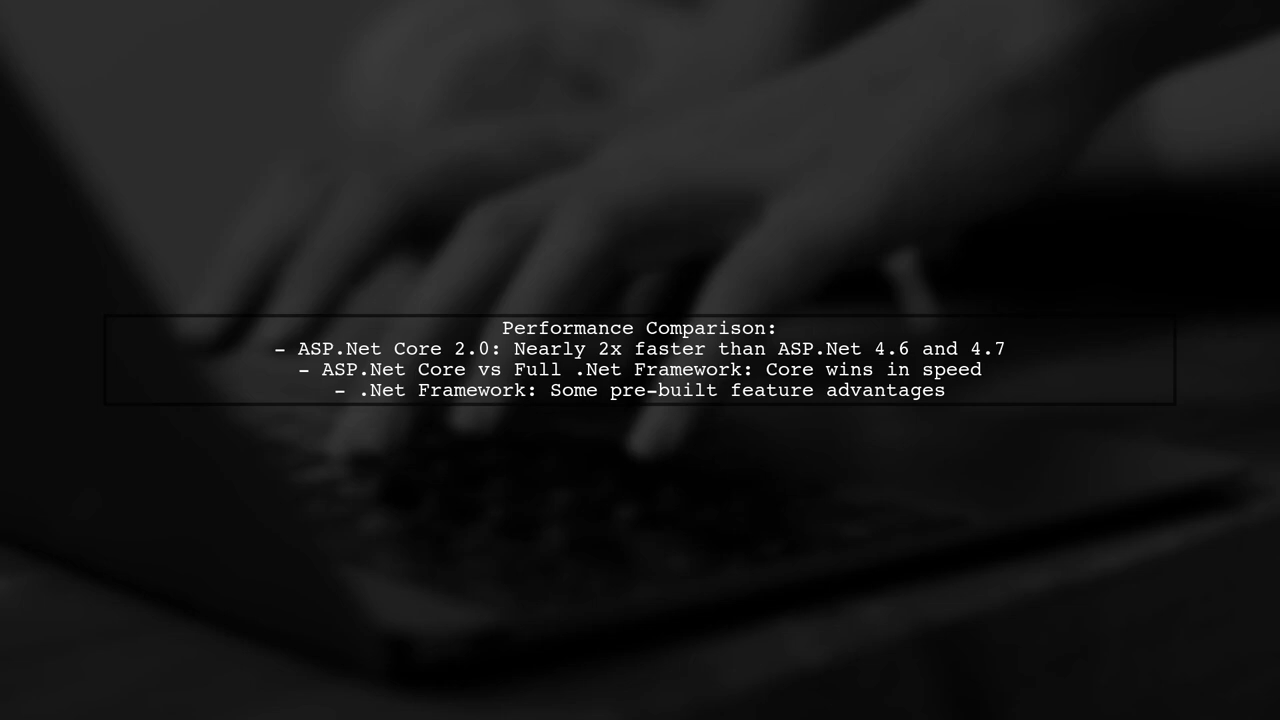 Performance Comparison:
- ASP.Net Core 2.0: Nearly 2x faster than ASP.Net 4.6 and 4.7
- ASP.Net Core vs Full .Net Framework: Core wins in speed
- .Net Framework: Some pre-built feature advantages